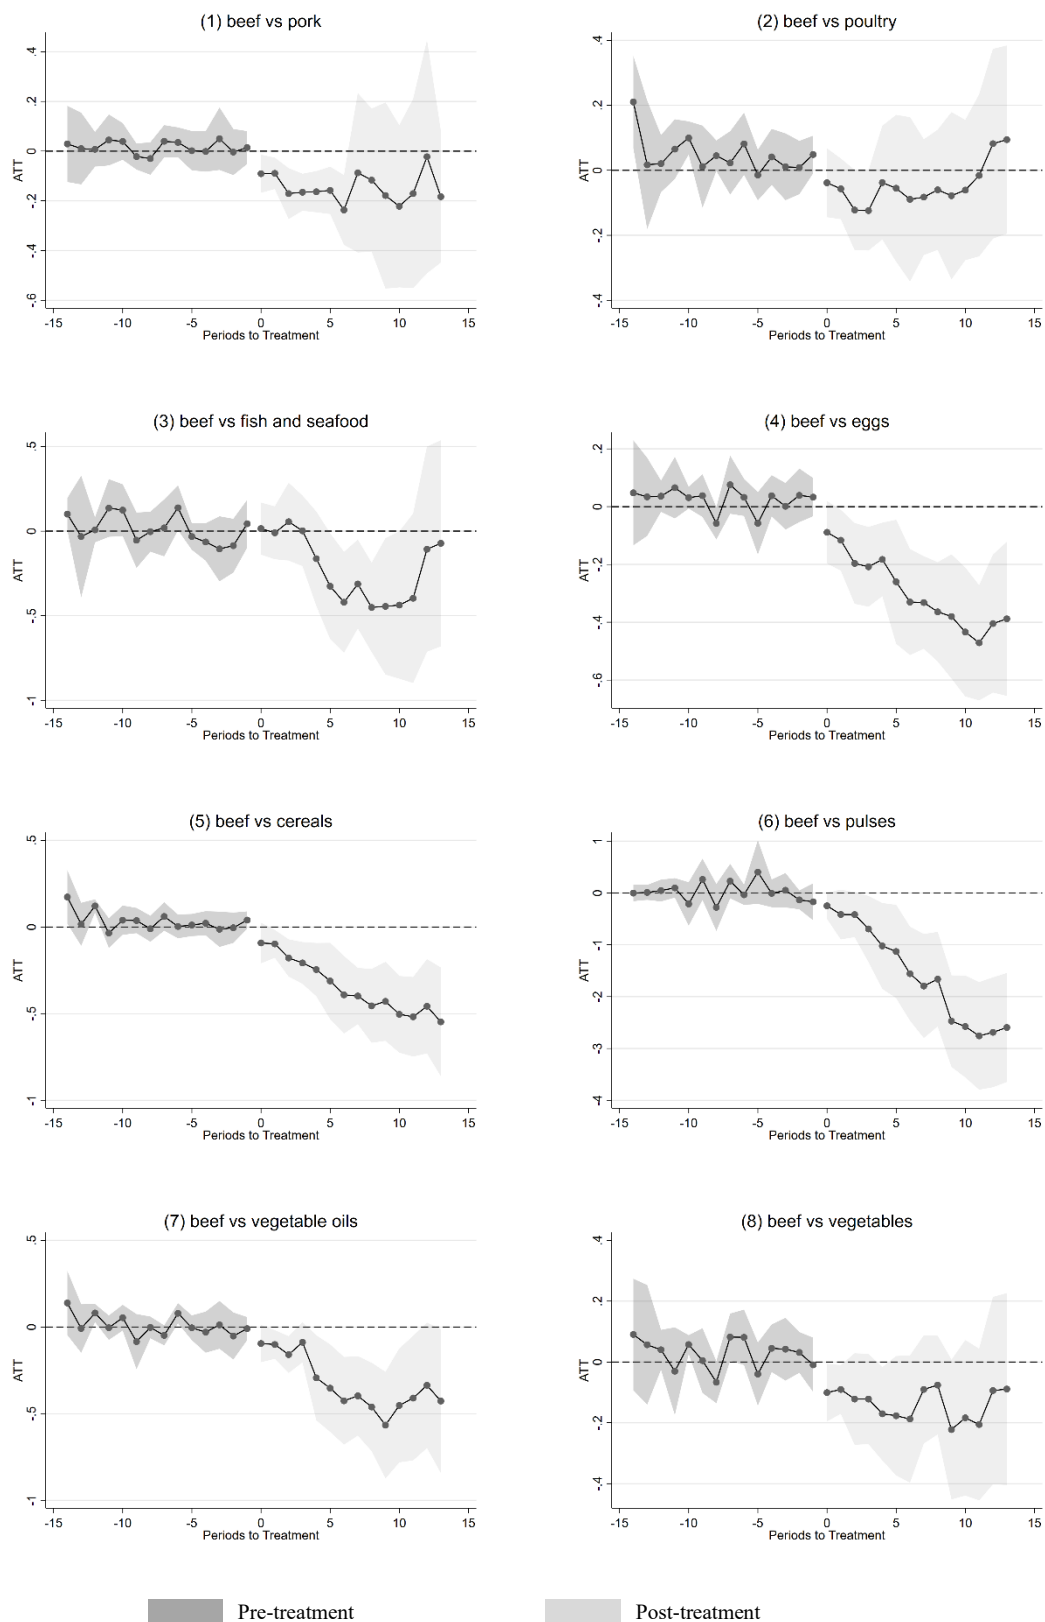 (1) beef vs pork
ATT
.4
.2
0
-.2
-.4
-.6
-15 -10 -5 0 5 10 15
Periods to Treatment
(2) beef vs poultry
ATT
.4
.2
0
-.2
-.4
-15 -10 -5 0 5 10 15
Periods to Treatment
(3) beef vs fish and seafood
ATT
.5
0
-.5
-1
-15 -10 -5 0 5 10 15
Periods to Treatment
(4) beef vs eggs
ATT
.2
0
-.2
-.4
-.6
-15 -10 -5 0 5 10 15
Periods to Treatment
(5) beef vs cereals
ATT
.5
0
-.5
-1
-15 -10 -5 0 5 10 15
Periods to Treatment
(6) beef vs pulses
ATT
1
0
-1
-2
-3
-4
-15 -10 -5 0 5 10 15
Periods to Treatment
(7) beef vs vegetable oils
ATT
.5
0
-.5
-1
-15 -10 -5 0 5 10 15
Periods to Treatment
(8) beef vs vegetables
ATT
.4
.2
0
-.2
-.4
-15 -10 -5 0 5 10 15
Periods to Treatment
Pre-treatment
Post-treatment